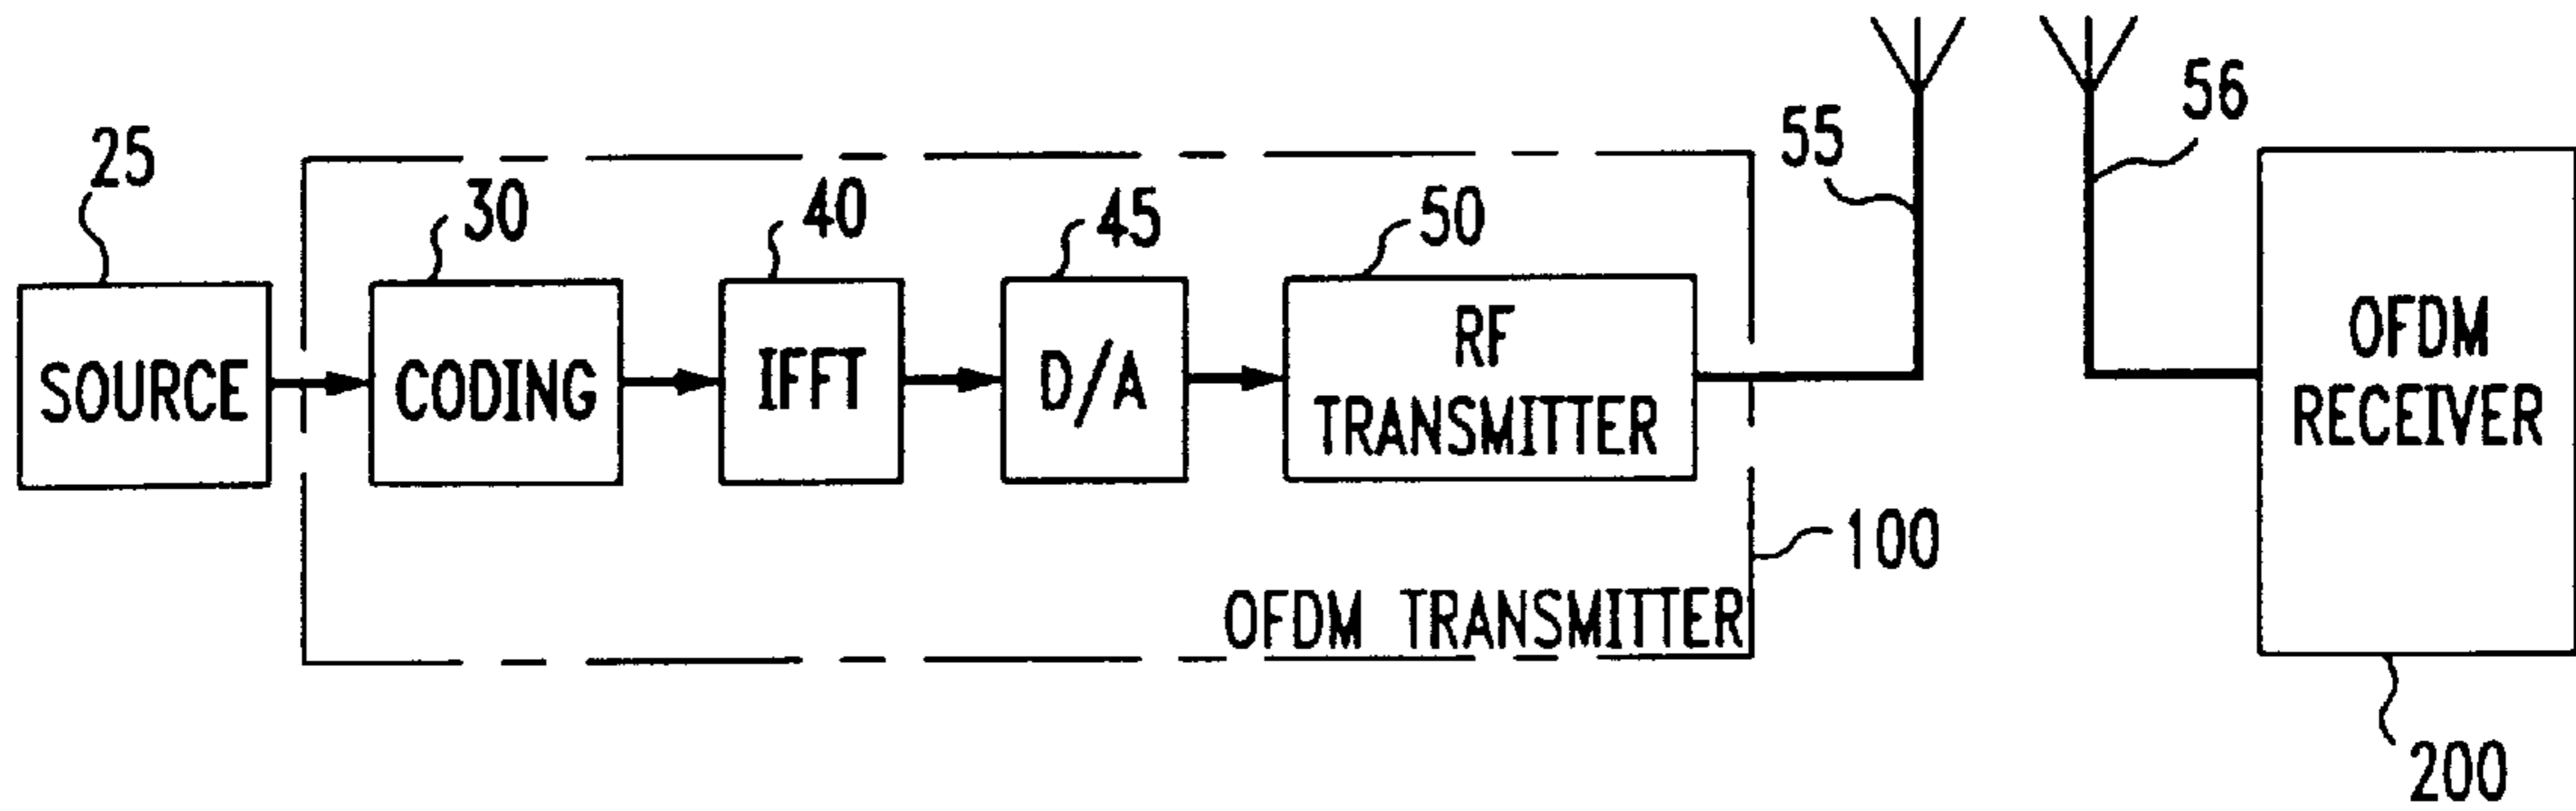 25
30
40
45
50
55
56
SOURCE
CODING
IFFT
D/A
RF
TRANSMITTER
OFDM
RECEIVER
100
OFDM TRANSMITTER
200